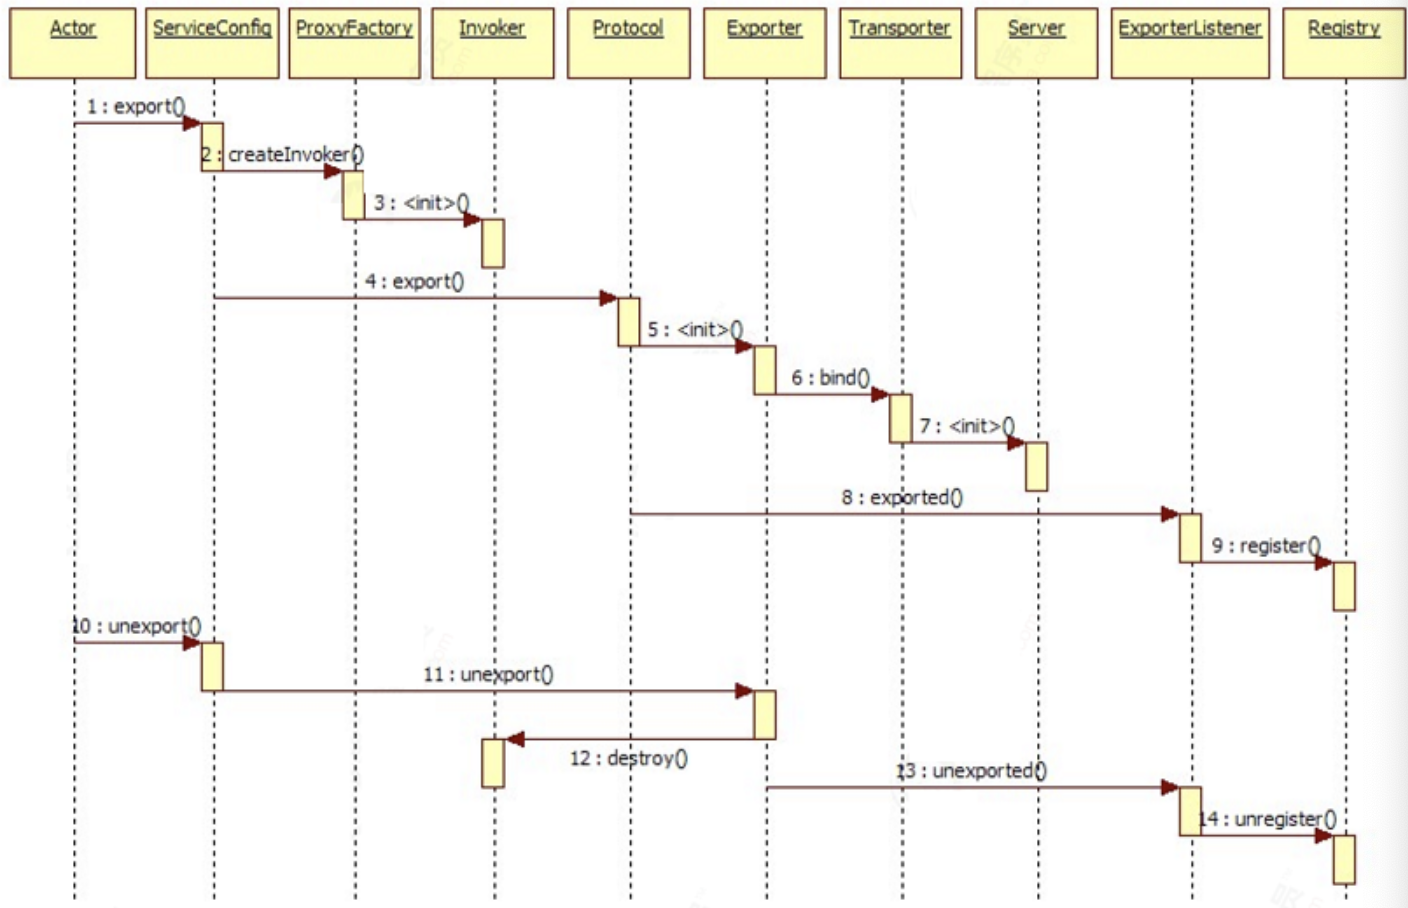 Actor ServiceConfig ProxyFactory Invoker Protocol Exporter Transporter Server ExporterListener Registry
1 : export()
2 : createInvoker()
3 : <init>()
4 : export()
5 : <init>()
6 : bind()
7 : <init>()
8 : exported()
9 : register()
10 : unexport()
11 : unexport()
12 : destroy()
13 : unexported()
14 : unregister()